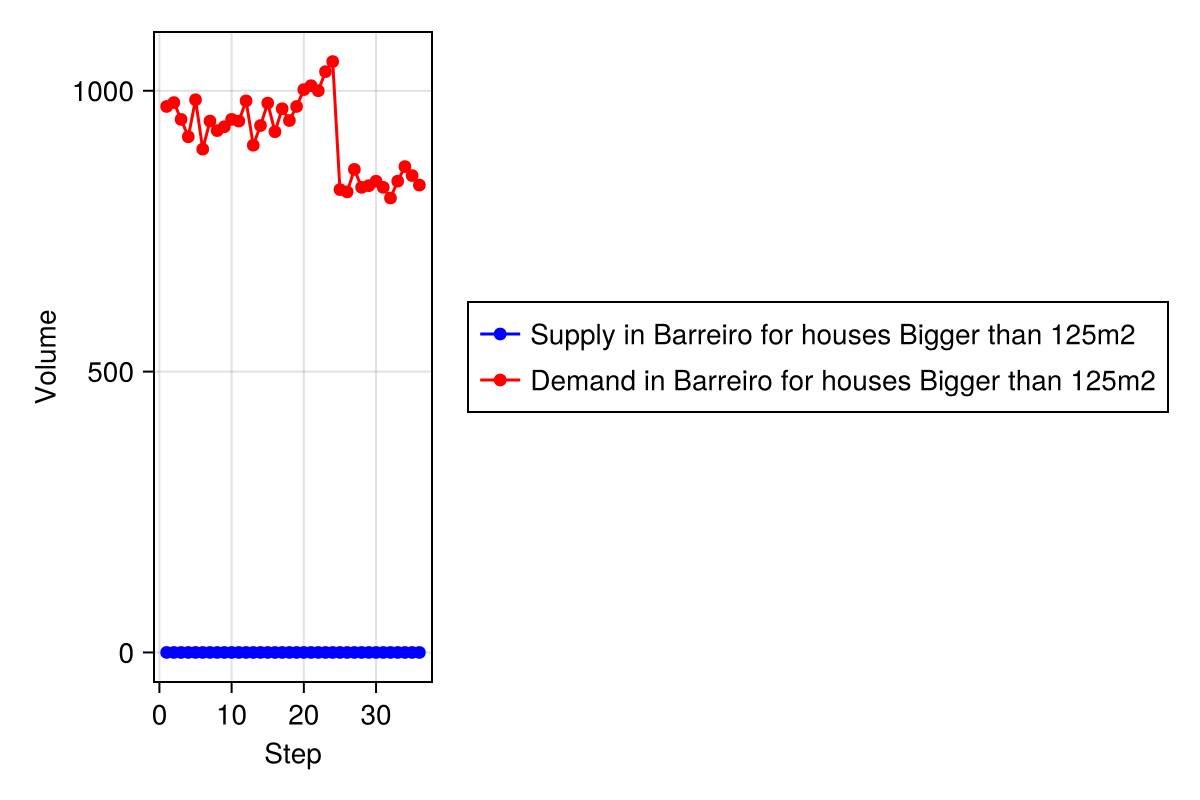 1000
500
0
Volume
0 10 20 30
Step
Supply in Barreiro for houses Bigger than 125m2
Demand in Barreiro for houses Bigger than 125m2